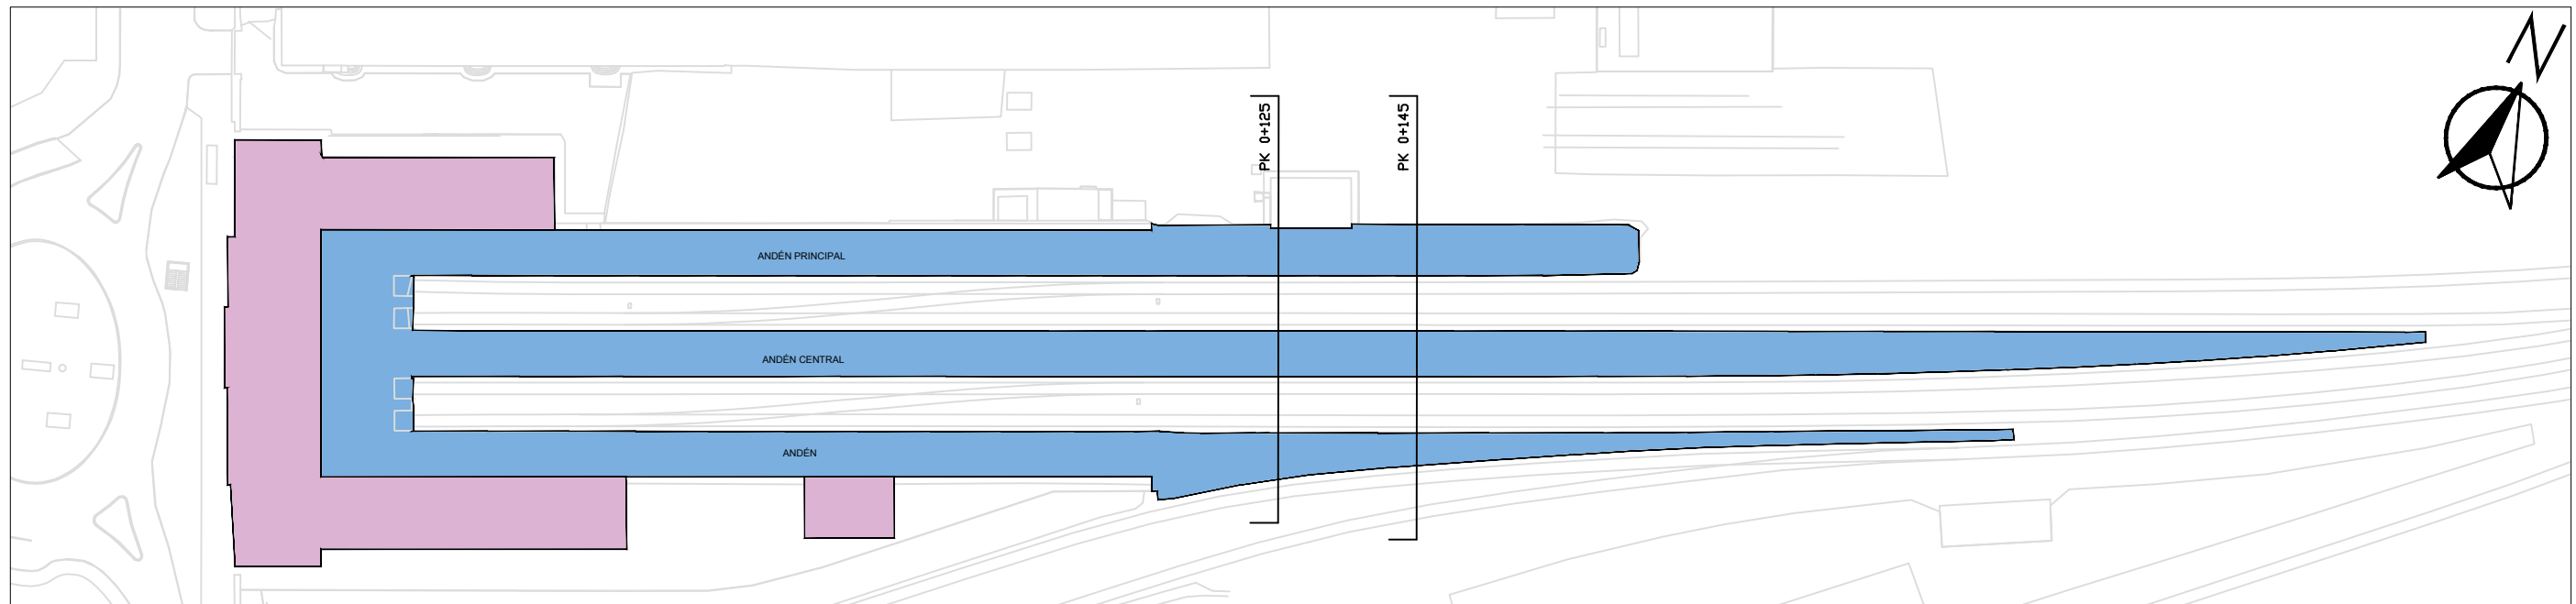 N
PK 0+125
PK 0+145
ANDÉN PRINCIPAL
ANDÉN CENTRAL
ANDÉN